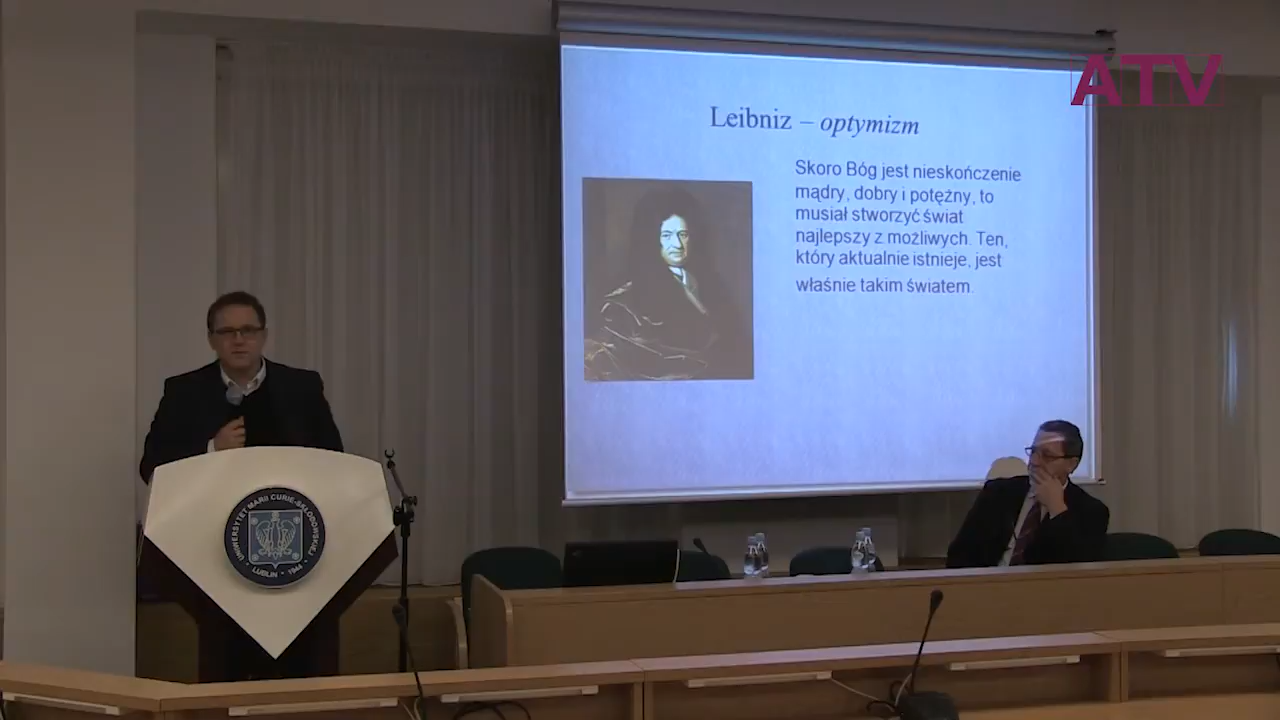 ATV
Leibniz – optymizm
Skoro Bóg jest nieskończenie
mądry, dobry i potężny, to
musiał stworzyć świat
najlepszy z możliwych. Ten,
który aktualnie istnieje, jest
właśnie takim światem.
UNIWERSYTET MARII CURIE-SKŁODOWSKIEJ
LUBLIN • 1944